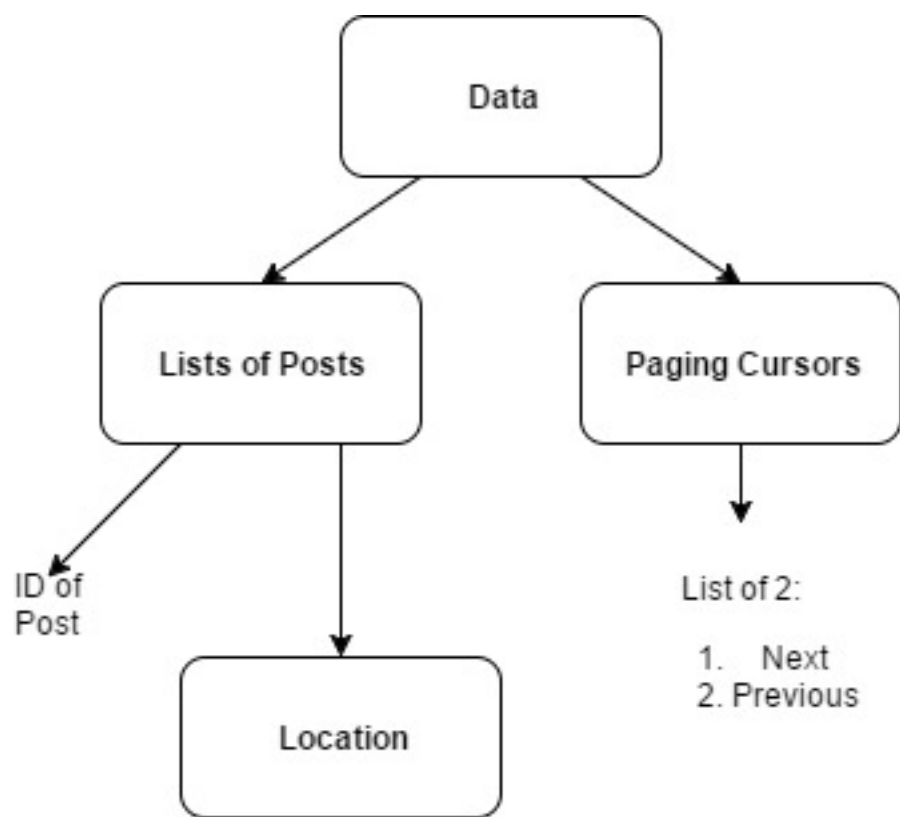 Data
Lists of Posts
Paging Cursors
ID of
Post
List of 2:
1. Next
2. Previous
Location